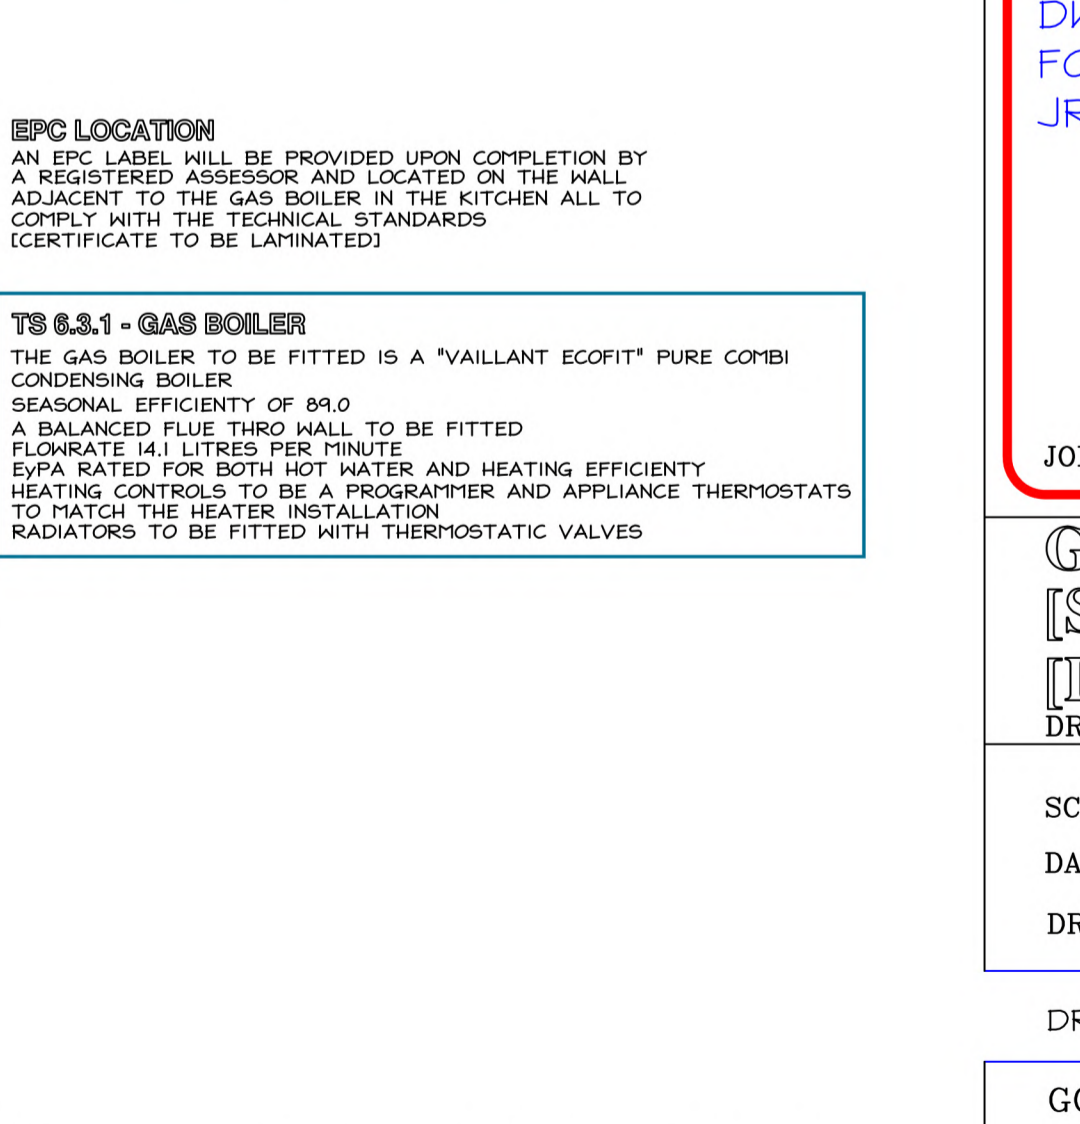 EPC LOCATION
AN EPC LABEL WILL BE PROVIDED UPON COMPLETION BY
A REGISTERED ASSESSOR AND LOCATED ON THE WALL
ADJACENT TO THE GAS BOILER IN THE KITCHEN ALL TO
COMPLY WITH THE TECHNICAL STANDARDS
[CERTIFICATE TO BE LAMINATED]
TS 6.3.1 - GAS BOILER
THE GAS BOILER TO BE FITTED IS A "VAILLANT ECOFIT" PURE COMBI
CONDENSING BOILER
SEASONAL EFFICIENTY OF 89.0
A BALANCED FLUE THRO WALL TO BE FITTED
FLOWRATE 14.1 LITRES PER MINUTE
EyPA RATED FOR BOTH HOT WATER AND HEATING EFFICIENTY
HEATING CONTROLS TO BE A PROGRAMMER AND APPLIANCE THERMOSTATS
TO MATCH THE HEATER INSTALLATION
RADIATORS TO BE FITTED WITH THERMOSTATIC VALVES